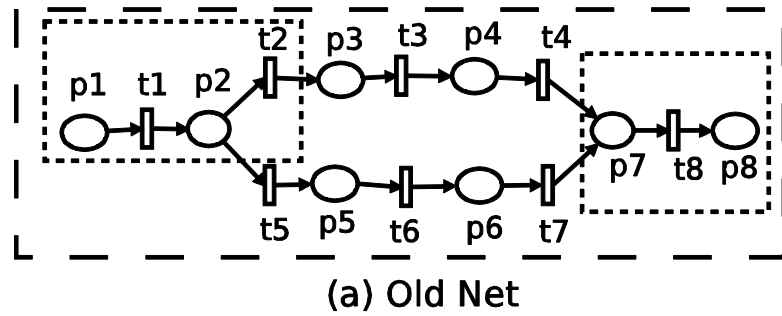 t2 p3 t3 p4 t4
p1 t1 p2
p7 t8 p8
t5 p5 t6 p6 t7
(a) Old Net